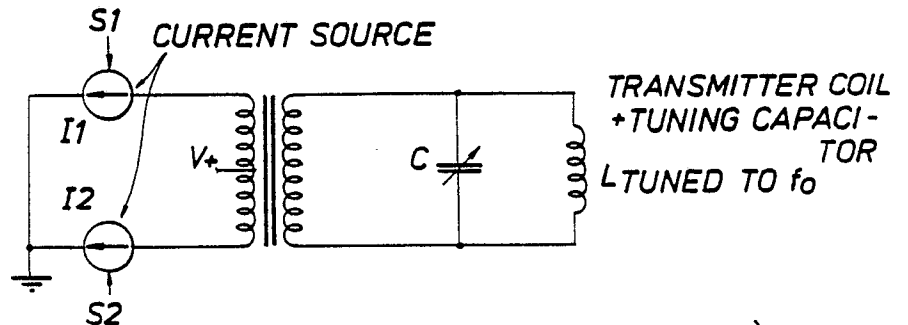 S1
CURRENT SOURCE
I1
V+
I2
S2
C
L
TRANSMITTER COIL
+TUNING CAPACI-
TOR
TUNED TO fo